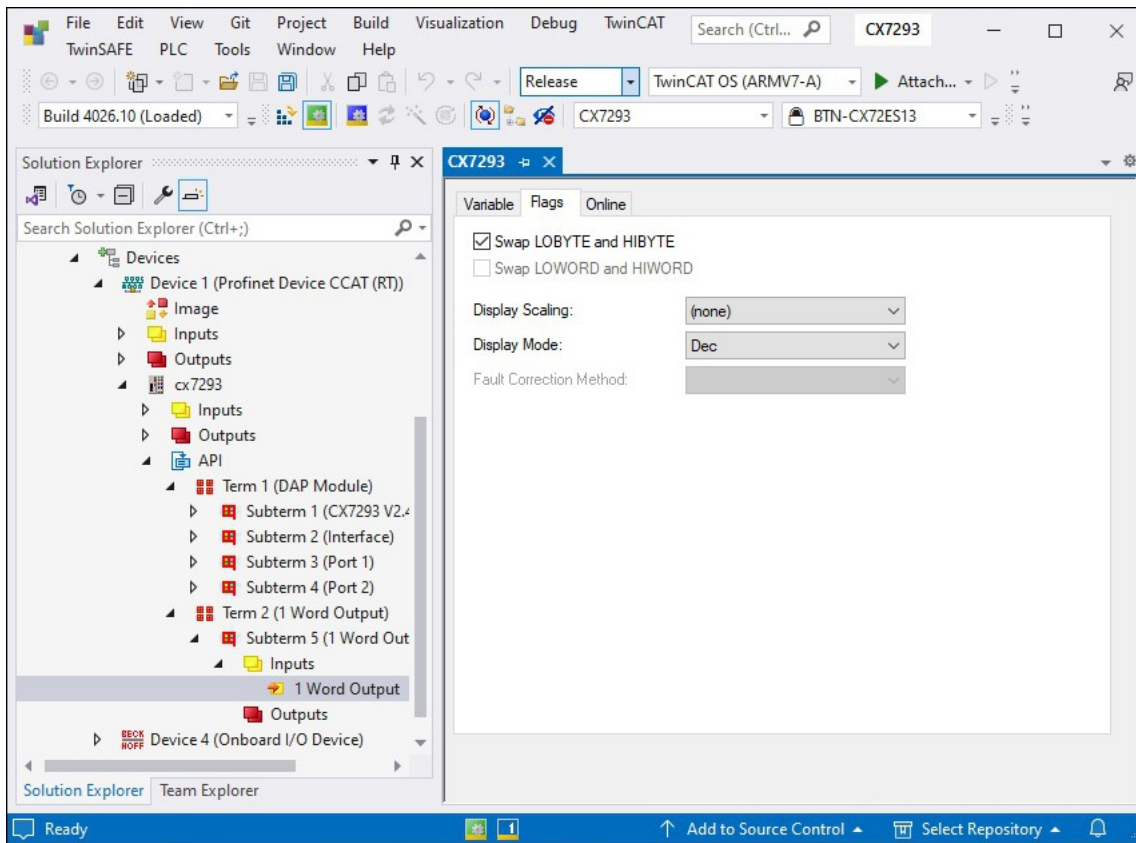 File Edit View Git Project Build Visualization Debug TwinCAT Search (Ctrl... CX7293
TwinSAFE PLC Tools Window Help
Release TwinCAT OS (ARMV7-A) Attach...
Build 4026.10 (Loaded) CX7293 BTN-CX72ES13
Solution Explorer
Search Solution Explorer (Ctrl+;)
Devices
Device 1 (Profinet Device CCAT (RT))
Image
Inputs
Outputs
cx7293
Inputs
Outputs
API
Term 1 (DAP Module)
Subterm 1 (CX7293 V2.4
Subterm 2 (Interface)
Subterm 3 (Port 1)
Subterm 4 (Port 2)
Term 2 (1 Word Output)
Subterm 5 (1 Word Out
Inputs
1 Word Output
Outputs
BECK
HOFF
Device 4 (Onboard I/O Device)
Solution Explorer Team Explorer
CX7293
Variable Flags Online
Swap LOBYTE and HIBYTE
Swap LOWORD and HIWORD
Display Scaling: (none)
Display Mode: Dec
Fault Correction Method:
Ready 1 Add to Source Control Select Repository